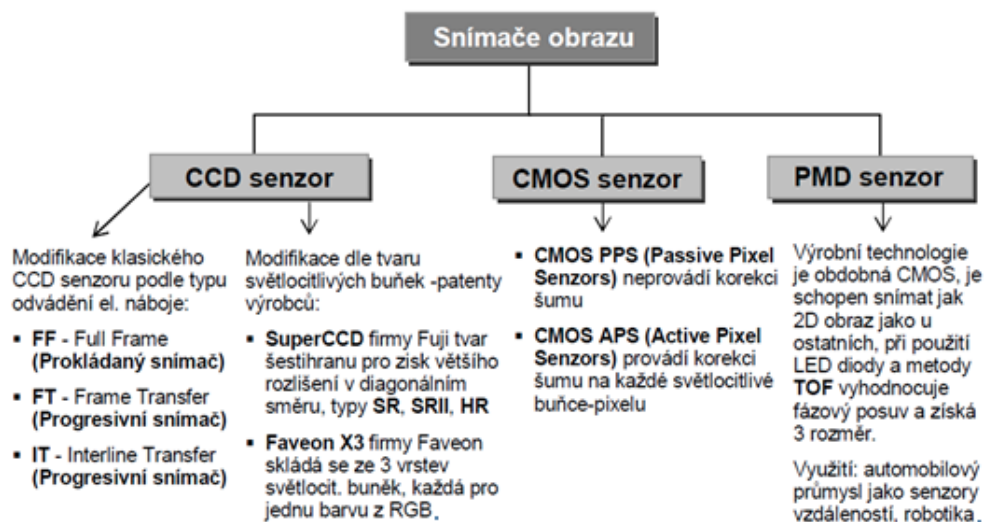 Snímače obrazu
CCD senzor
CMOS senzor
PMD senzor
Modifikace klasického
CCD senzoru podle typu
odvádění el. náboje:
▪ FF - Full Frame
(Prokládaný snímač)
▪ FT - Frame Transfer
(Progresivní snímač)
▪ IT - Interline Transfer
(Progresivní snímač)
Modifikace dle tvaru
světlocitlivých buňek -patenty
výrobců:
▪ SuperCCD firmy Fuji tvar
šestihranu pro zisk většího
rozlišení v diagonálním
směru, typy SR, SRII, HR
▪ Faveon X3 firmy Faveon
skládá se ze 3 vrstev
světlocit. buněk, každá pro
jednu barvu z RGB.
▪ CMOS PPS (Passive Pixel
Senzors) neprovádí korekci
šumu
▪ CMOS APS (Active Pixel
Senzors) provádí korekci
šumu na každé světlocitlivé
buňce-pixelu
Výrobní technologie
je obdobná CMOS, je
schopen snímat jak
2D obraz jako u
ostatních, při použití
LED diody a metody
TOF vyhodnocuje
fázový posuv a získá
3 rozměr.
Využití: automobilový
průmysl jako senzory
vzdáleností, robotika.